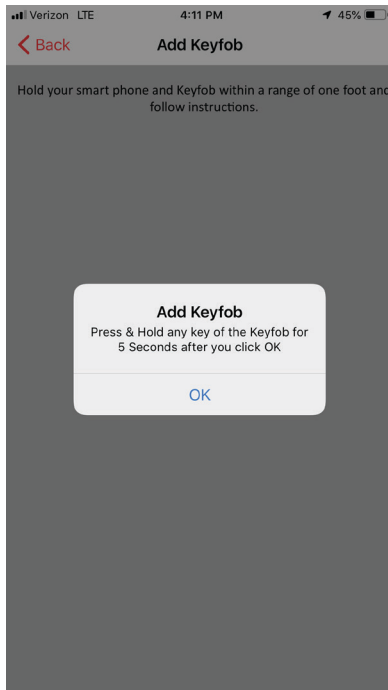 Verizon LTE 4:11 PM 45%
Back Add Keyfob
Hold your smart phone and Keyfob within a range of one foot and
follow instructions.
Add Keyfob
Press & Hold any key of the Keyfob for
5 Seconds after you click OK
OK